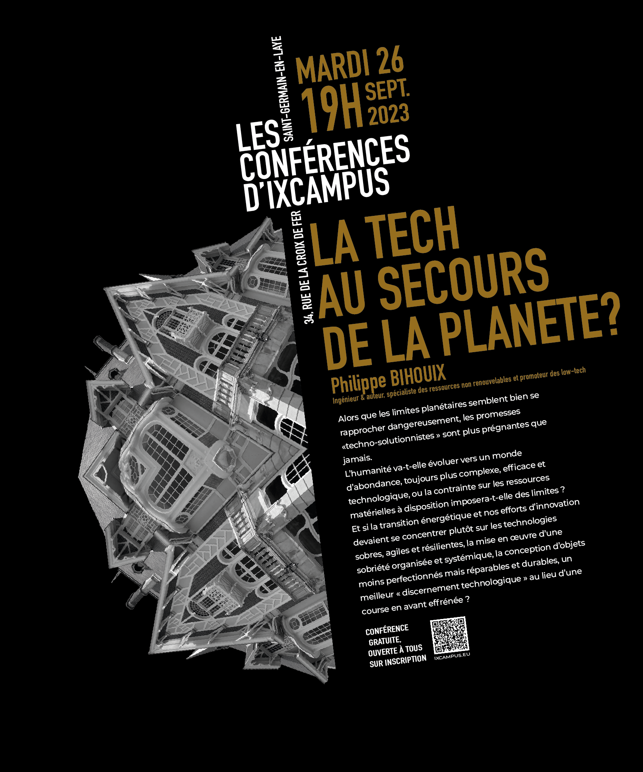 SAINT-GERMAIN-EN-LAYE
MARDI 26
19H SEPT.
2023
LES
CONFÉRENCES
D'IXCAMPUS
34, RUE DE LA CROIX DE FER
LA TECH
AU SECOURS
DE LA PLANETE?
Philippe BIHOUIX
Ingénieur & auteur, spécialiste des ressources non renouvelables et promateur des low-tech
Alors que les limites planétaires semblent bien se
rapprocher dangereusement, les promesses
«techno-solutionnistes » sont plus prégnantes que
jamais.
L'humanité va-t-elle évoluer vers un monde
d'abondance, toujours plus complexe, efficace et
technologique, ou la contrainte sur les ressources
matérielles à disposition imposera-t-elle des limites ?
Et si la transition énergétique et nos efforts d'innovation
devaient se concentrer plutôt sur les technologies
sobres, agiles et résilientes, la mise en œuvre d'une
sobriété organisée et systémique, la conception d'objets
moins perfectionnés mais réparables et durables, un
meilleur « discernement technologique » au lieu d'une
course en avant effrénée ?
CONFÉRENCE
GRATUITE,
OUVERTE À TOUS
SUR INSCRIPTION
IXCAMPUS.EU